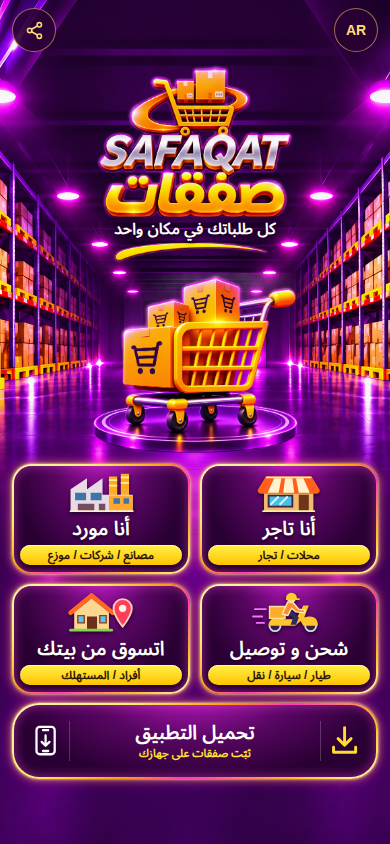 AR
SAFAQAT
صفقات
كل طلباتك في مكان واحد
أنا تاجر
محلات / تجار
أنا مورد
مصانع / شركات / موزع
شحن و توصيل
طيار / سيارة / نقل
اتسوق من بيتك
أفراد / المستهلك
تحميل التطبيق
ثبّت صفقات على جهازك